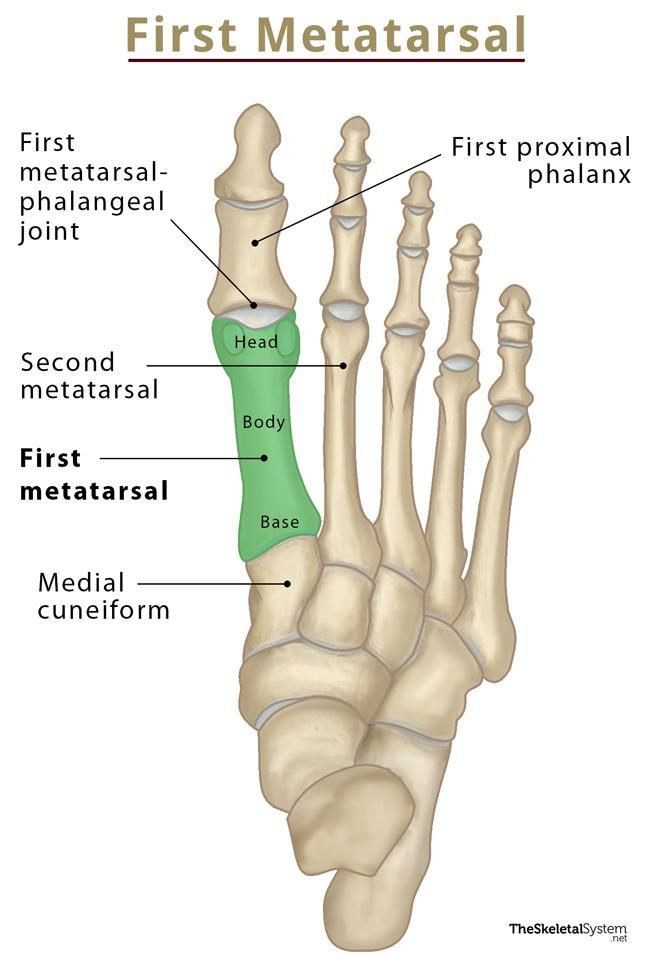 First Metatarsal
First
metatarsal-
phalangeal
joint
First proximal
phalanx
Head
Second
metatarsal
Body
First
metatarsal
Base
Medial
cuneiform
TheSkeletalSystem
.net